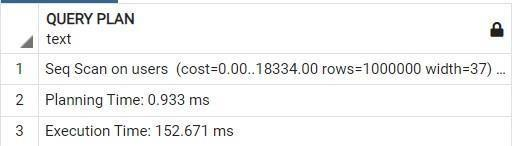 QUERY PLAN
text
1 Seq Scan on users (cost=0.00..18334.00 rows=1000000 width=37) ...
2 Planning Time: 0.933 ms
3 Execution Time: 152.671 ms